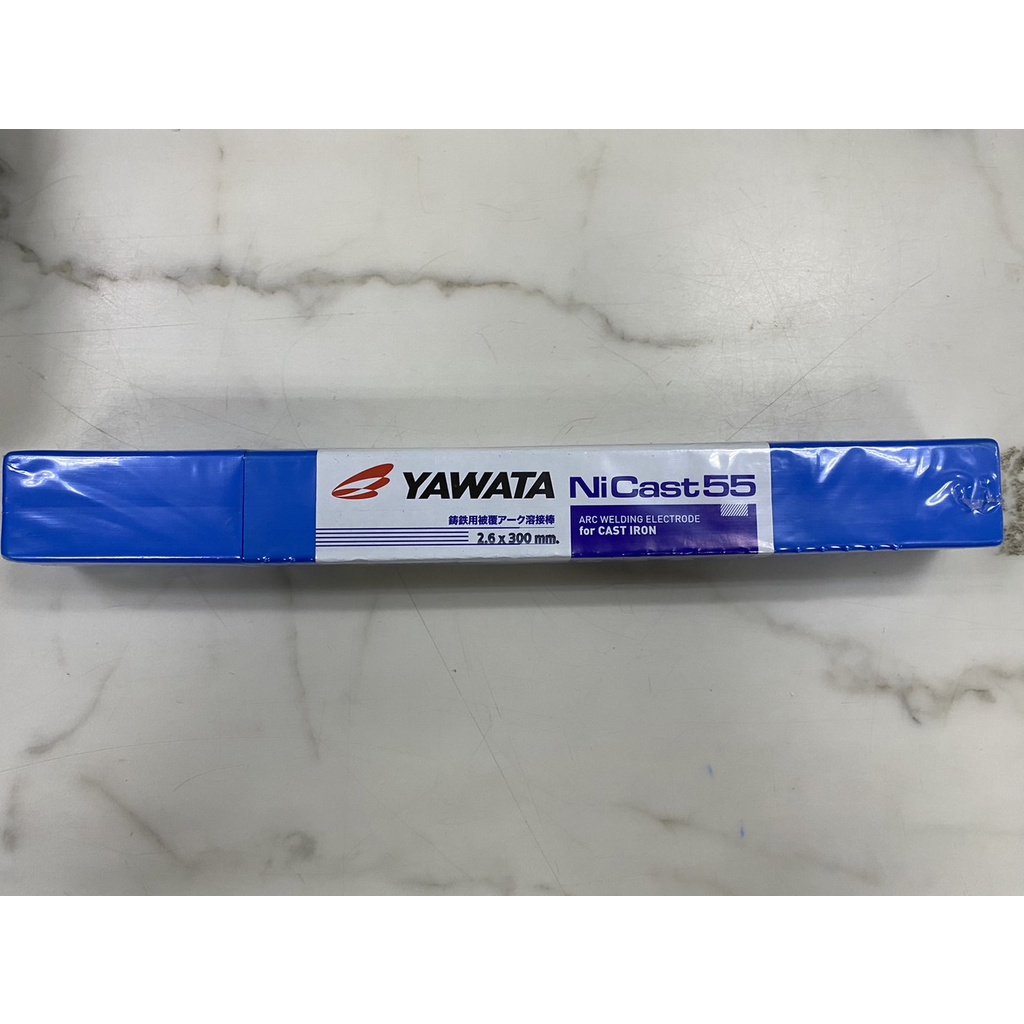 YAWATA
鋳鉄用被覆アーク溶接棒
2.6 x 300 mm.
NiCast55
ARC WELDING ELECTRODE
for CAST IRON